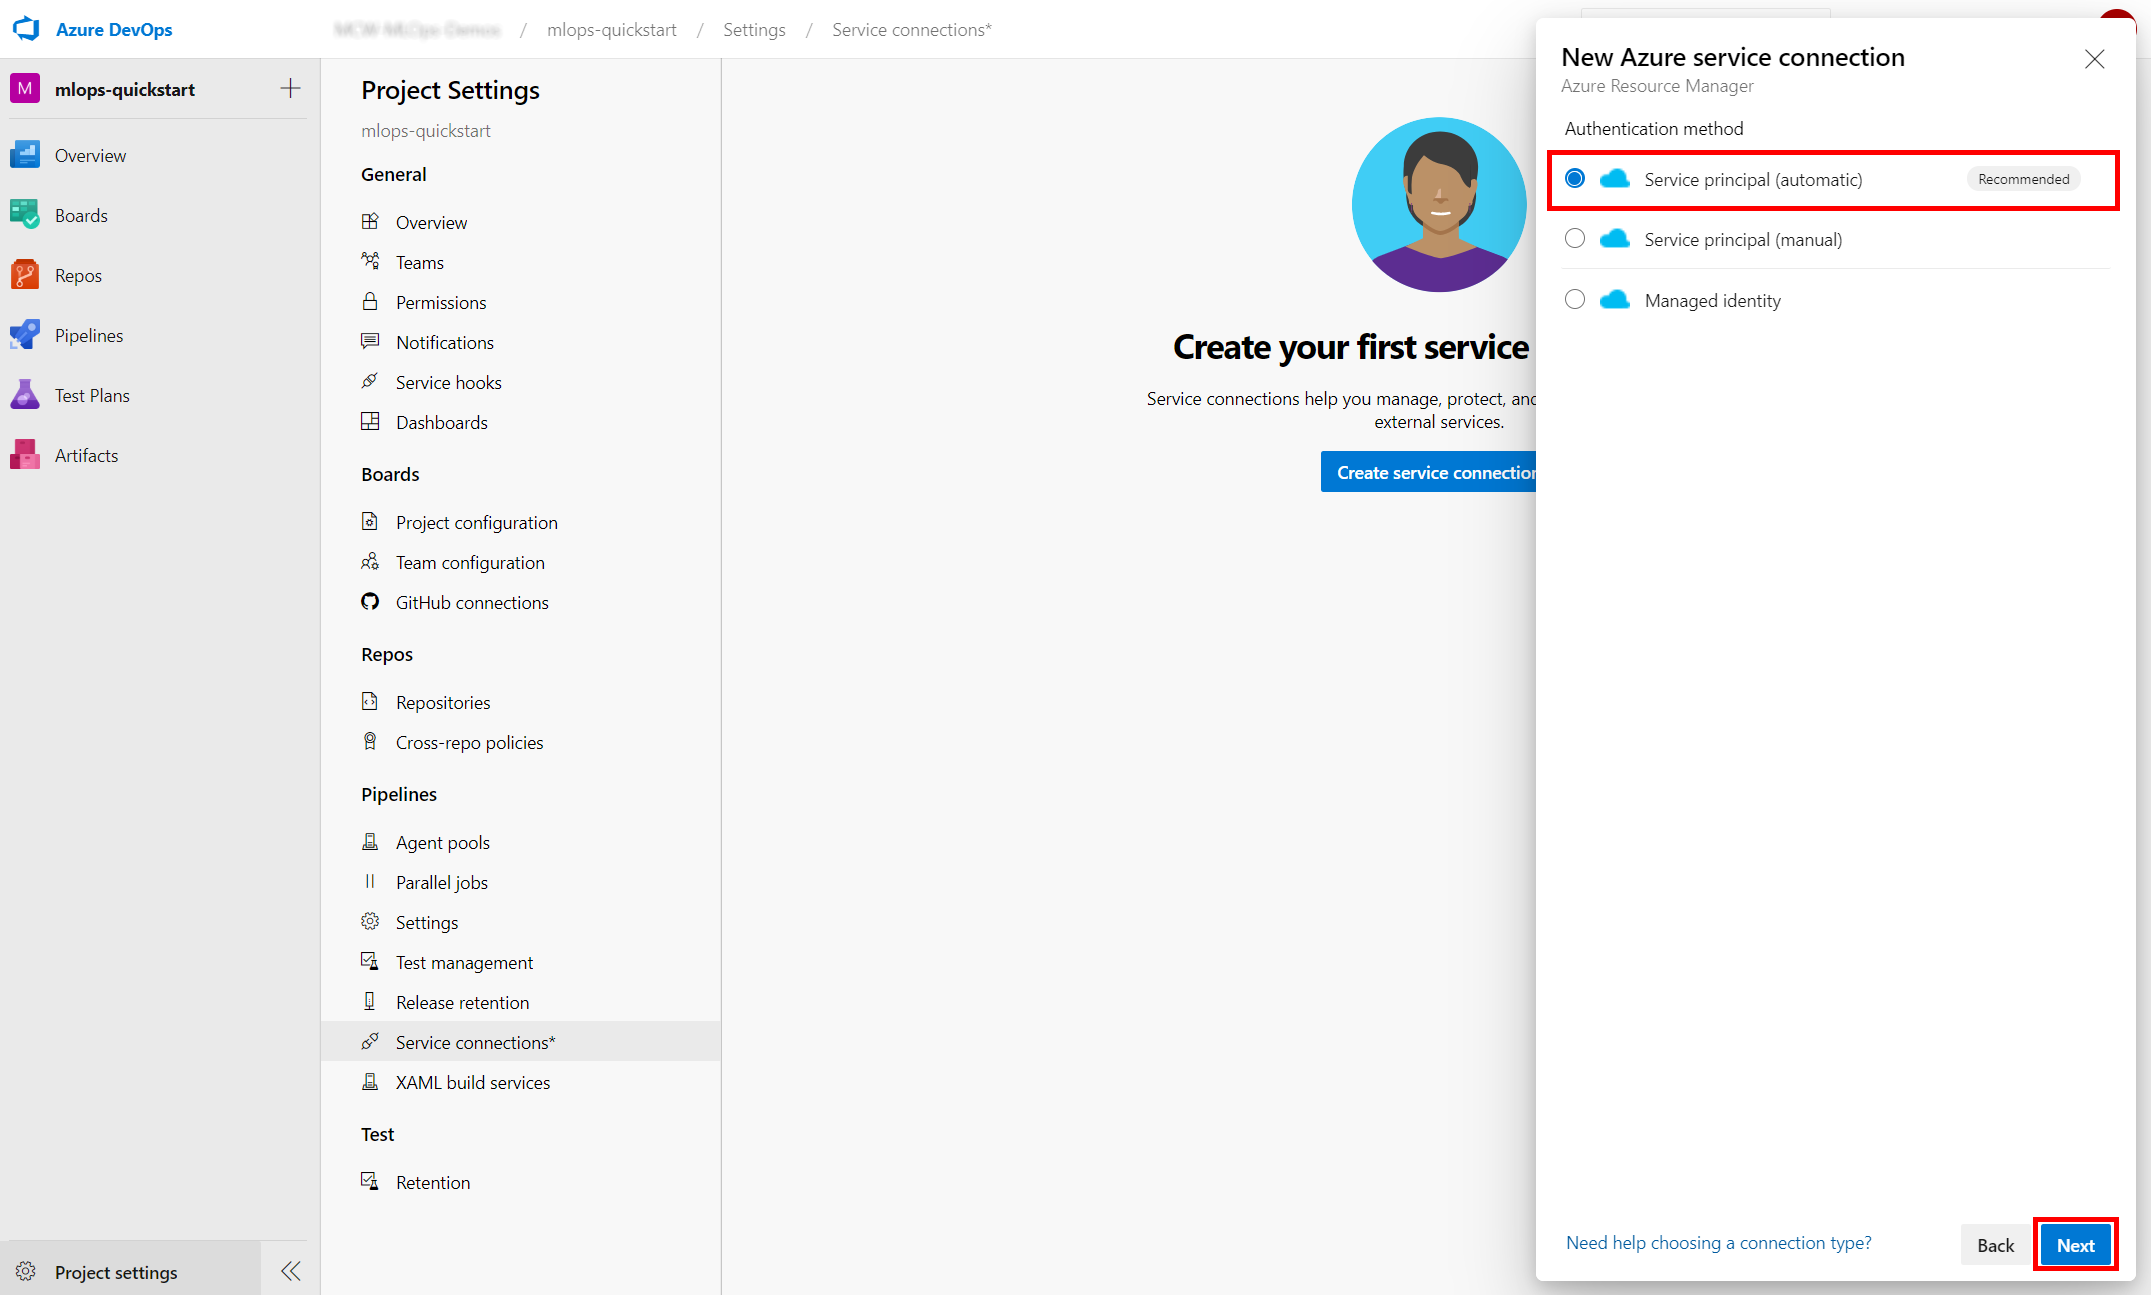 Azure DevOps
/ mlops-quickstart / Settings / Service connections*
M mlops-quickstart
Overview
Boards
Repos
Pipelines
Test Plans
Artifacts
Project settings
Project Settings
mlops-quickstart
General
Overview
Teams
Permissions
Notifications
Service hooks
Dashboards
Boards
Project configuration
Team configuration
GitHub connections
Repos
Repositories
Cross-repo policies
Pipelines
Agent pools
Parallel jobs
Settings
Test management
Release retention
Service connections*
XAML build services
Test
Retention
Create your first service
Service connections help you manage, protect, and
external services.
Create service connection
New Azure service connection
Azure Resource Manager
Authentication method
Service principal (automatic) Recommended
Service principal (manual)
Managed identity
Need help choosing a connection type?
Back Next